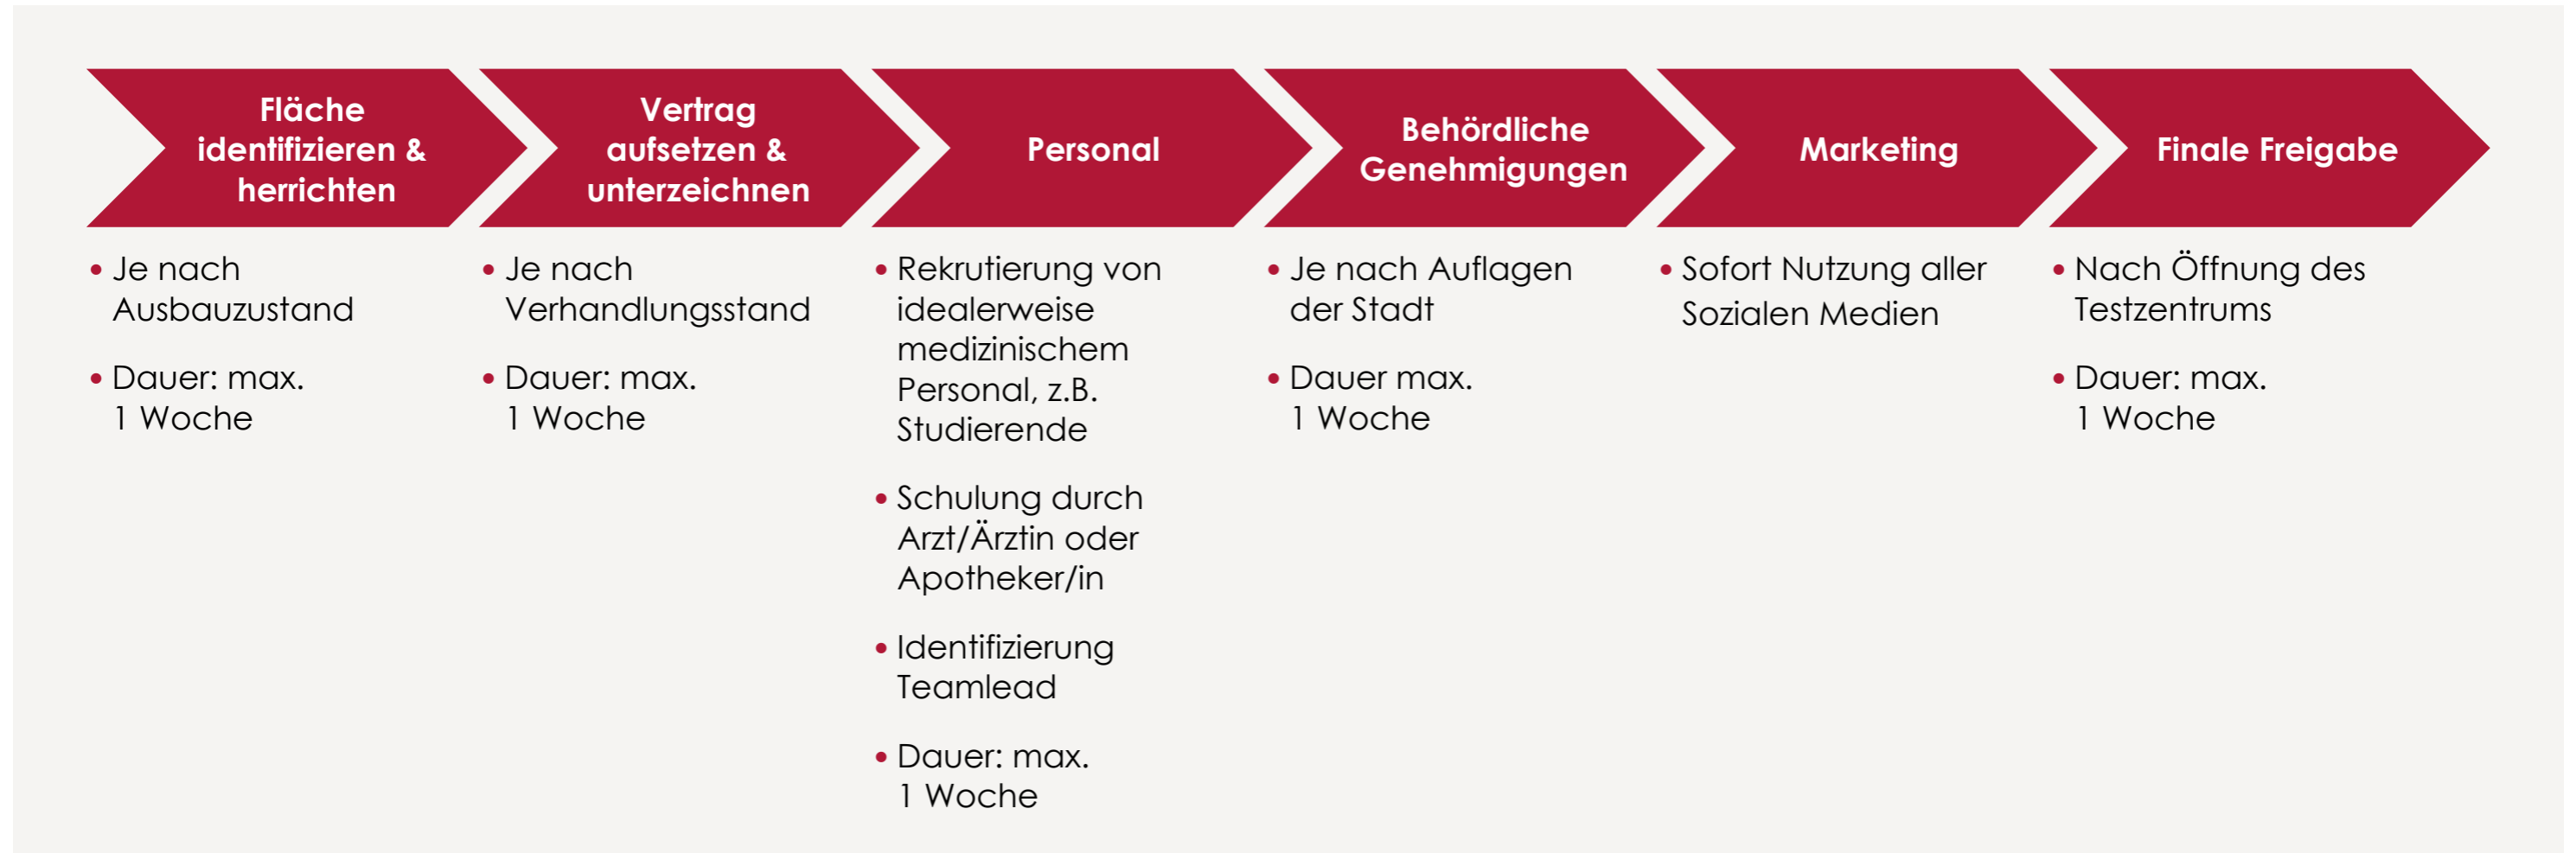 Fläche
identifizieren &
herrichten
Vertrag
aufsetzen &
unterzeichnen
Personal
Behördliche
Genehmigungen
Marketing
Finale Freigabe
• Je nach
Ausbauzustand
• Dauer: max.
1 Woche
• Je nach
Verhandlungsstand
• Dauer: max.
1 Woche
• Rekrutierung von
idealerweise
medizinischem
Personal, z.B.
Studierende
• Schulung durch
Arzt/Ärztin oder
Apotheker/in
• Identifizierung
Teamlead
• Dauer: max.
1 Woche
• Je nach Auflagen
der Stadt
• Dauer max.
1 Woche
• Sofort Nutzung aller
Sozialen Medien
• Nach Öffnung des
Testzentrums
• Dauer: max.
1 Woche